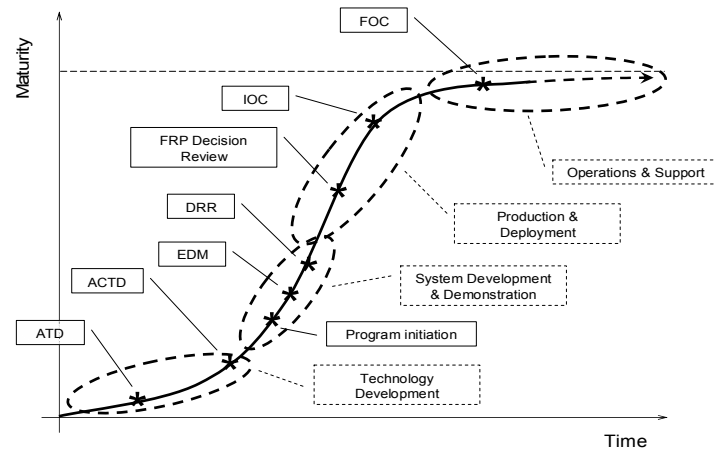 FOC
Maturity
IOC
FRP Decision
Review
Operations & Support
DRR
Production &
Deployment
EDM
System Development
& Demonstration
ACTD
ATD
Program initiation
Technology
Development
Time